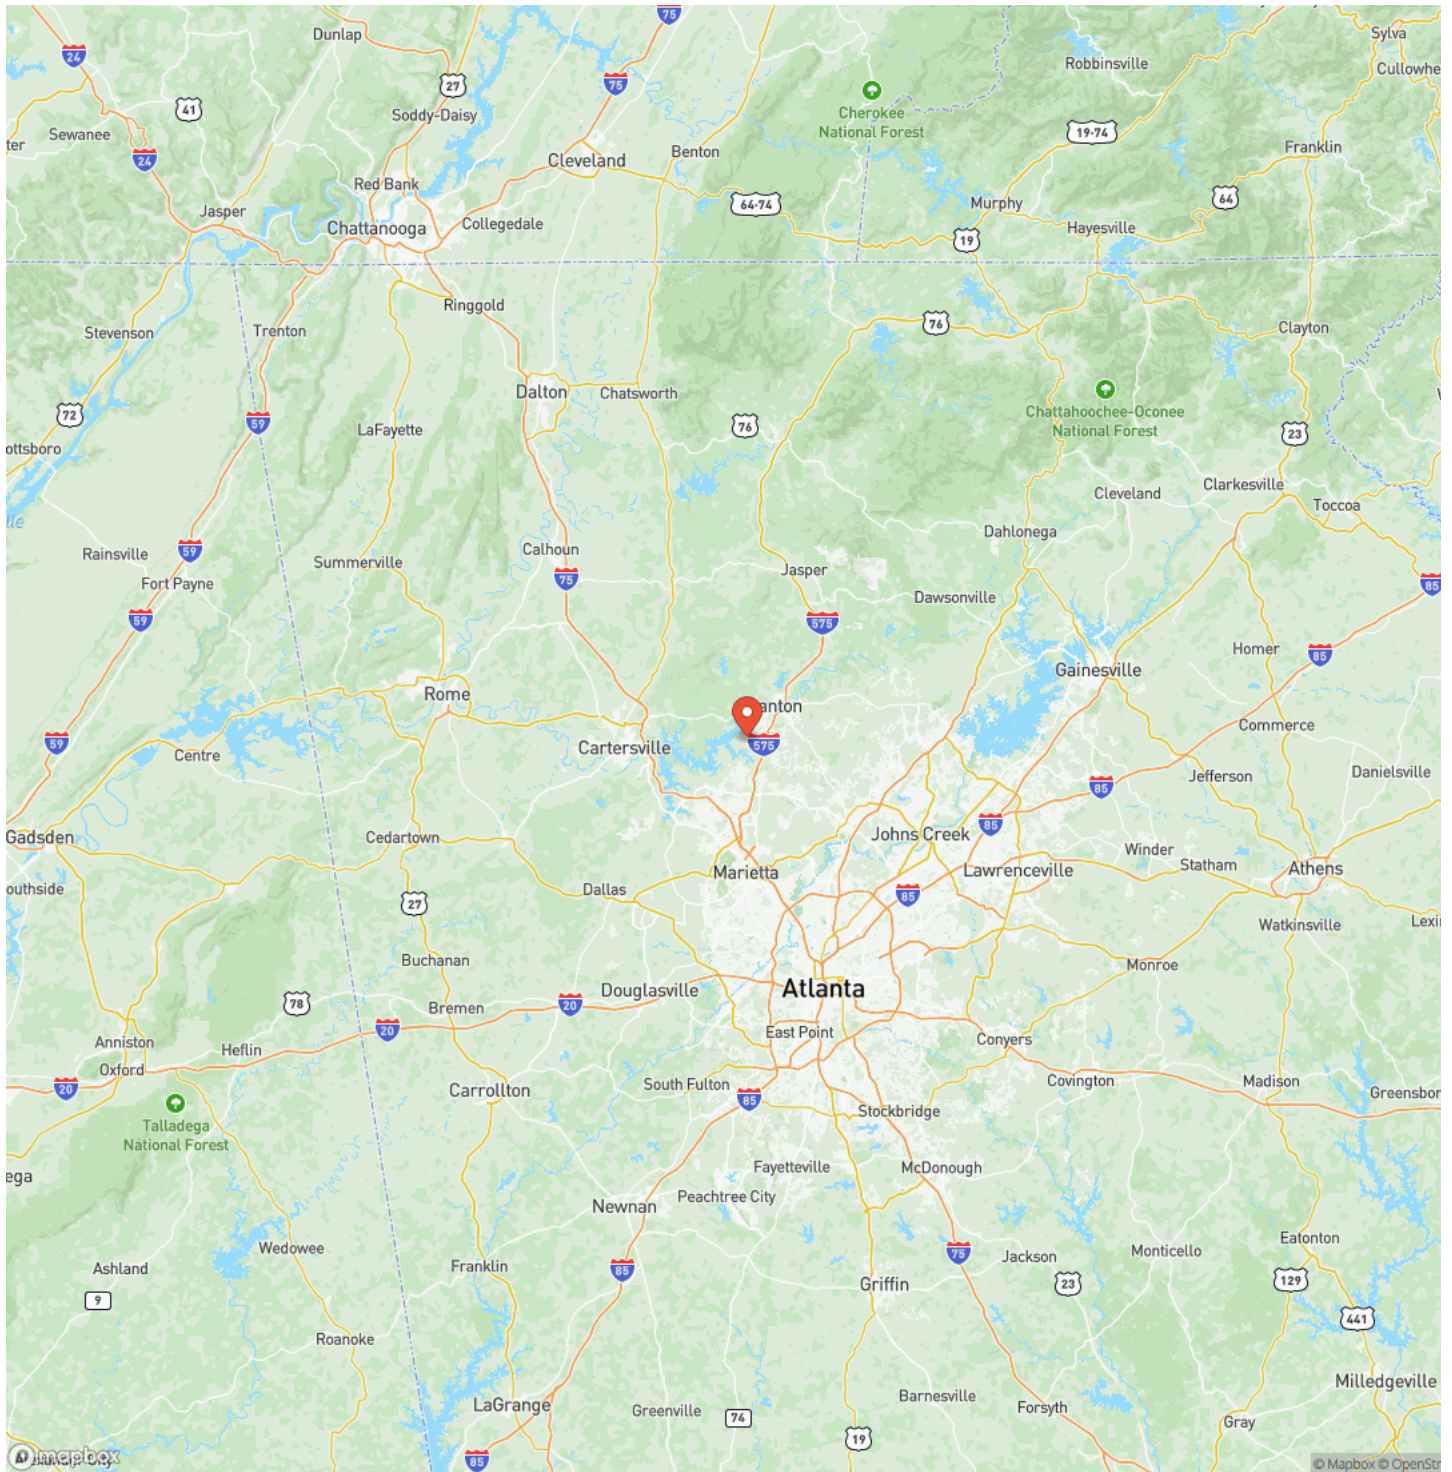 75
Dunlap
24
Sylva
Robbinsville
Cullowhe
27
75
41
Soddy-Daisy
Cherokee
National Forest
Sewanee
ter
24
19·74
Franklin
Cleveland
Benton
Red Bank
Jasper
64·74
64
Murphy
Chattanooga
Collegedale
19
Hayesville
Ringgold
Stevenson
Trenton
76
Clayton
Dalton
Chatsworth
72
59
LaFayette
76
Chattahoochee-Oconee
National Forest
23
ottsboro
Clarkesville
Cleveland
Toccoa
lle
Rainsville
59
Summerville
Calhoun
Dahlonega
75
Jasper
Fort Payne
85
59
Dawsonville
575
Homer
85
Rome
Gainesville
anton
Commerce
59
Centre
Cartersville
575
Jefferson
Danielsville
85
Gadsden
Cedartown
Johns Creek
85
Winder
Statham
Athens
outhside
Dallas
Marietta
Lawrenceville
27
85
Watkinsville
Lexi
Buchanan
Monroe
78
Bremen
20
Douglasville
Atlanta
Anniston
Heflin
20
East Point
Conyers
Oxford
20
Carrollton
South Fulton
85
Covington
Madison
Greensbor
Talladega
National Forest
Stockbridge
ega
Fayetteville
McDonough
Newnan
Peachtree City
Wedowee
Franklin
85
75
Jackson
Monticello
Eatonton
Ashland
9
Griffin
23
129
441
Roanoke
LaGrange
Greenville
74
Barnesville
Forsyth
Milledgeville
Gray
19
85
mapbox
© Mapbox © OpenStr